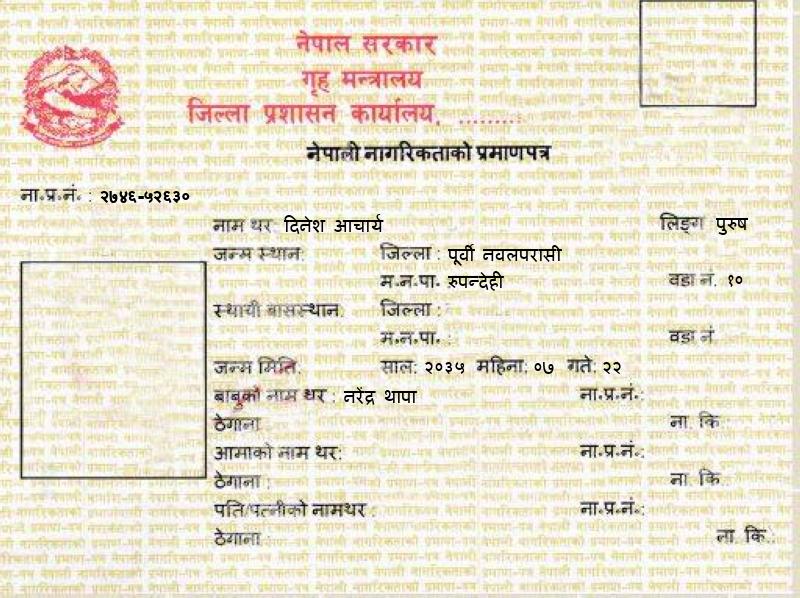 नेपाल सरकार
गृह मन्त्रालय
जिल्ला प्रशासन कार्यालय, .........
नेपाली नागरिकताको प्रमाणपत्र
ना.प्र.नं. : २७४६-५२६३०
नाम थर: दिनेश आचार्य लिङ्ग पुरुष
जन्म स्थान: जिल्ला : पूर्वी नवलपरासी
म.न.पा. रुपन्देही वडा नं. १०
स्थायी बासस्थान: जिल्ला :
म.न.पा. : वडा नं.
जन्म मिति: साल: २०३५ महिना: ०७ गते: २२
बाबुको नाम थर : नरेंद्र थापा ना.प्र.नं.:
ठेगाना : ना. कि.:
आमाको नाम थर: ना.प्र.नं.:
ठेगाना : ना. कि.
पति/पत्नीको नामथर : ना.प्र.नं.:
ठेगाना : ना. कि.: